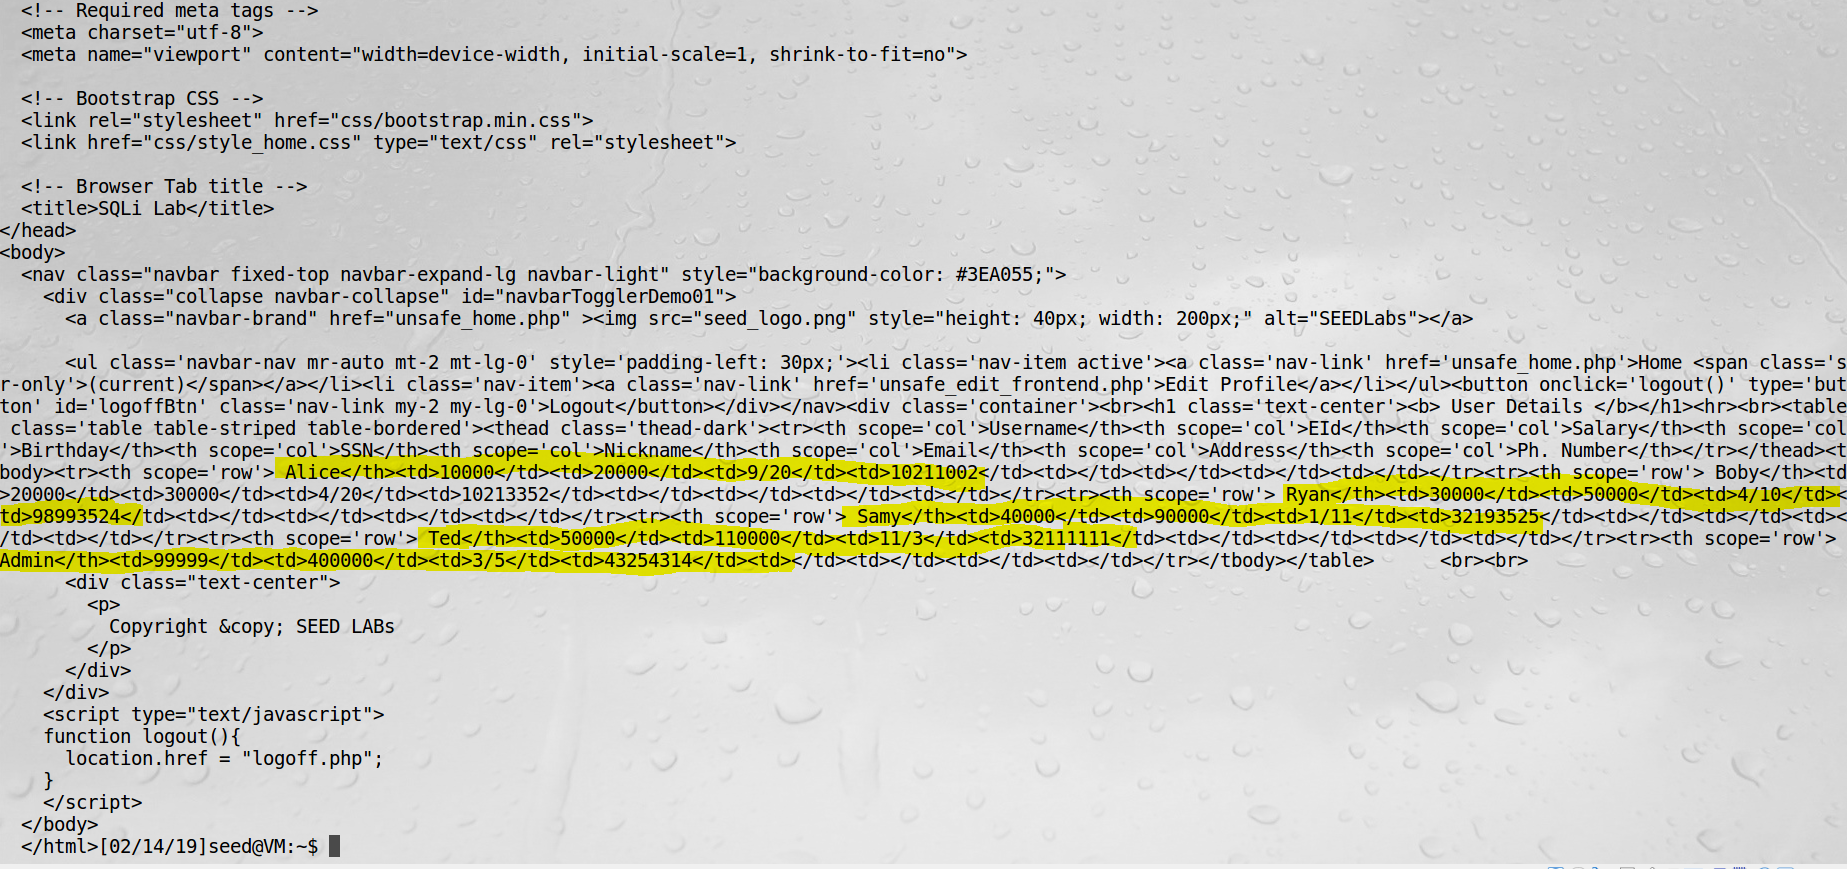 <!-- Required meta tags -->
<meta charset="utf-8">
<meta name="viewport" content="width=device-width, initial-scale=1, shrink-to-fit=no">
<!-- Bootstrap CSS -->
<link rel="stylesheet" href="css/bootstrap.min.css">
<link href="css/style_home.css" type="text/css" rel="stylesheet">
<!-- Browser Tab title -->
<title>SQLi Lab</title>
</head>
<body>
<nav class="navbar fixed-top navbar-expand-lg navbar-light" style="background-color: #3EA055;">
<div class="collapse navbar-collapse" id="navbarTogglerDemo01">
<a class="navbar-brand" href="unsafe_home.php" ><img src="seed_logo.png" style="height: 40px; width: 200px;" alt="SEEDLabs"></a>
<ul class='navbar-nav mr-auto mt-2 mt-lg-0' style='padding-left: 30px;'><li class='nav-item active'><a class='nav-link' href='unsafe_home.php'>Home <span class='s
r-only'>(current)</span></a></li><li class='nav-item'><a class='nav-link' href='unsafe_edit_frontend.php'>Edit Profile</a></li></ul><button onclick='logout()' type='but
ton' id='logoffBtn' class='nav-link my-2 my-lg-0'>Logout</button></div></nav><div class='container'><br><h1 class='text-center'><b> User Details </b></h1><hr><br><table
class='table table-striped table-bordered'><thead class='thead-dark'><tr><th scope='col'>Username</th><th scope='col'>EId</th><th scope='col'>Salary</th><th scope='col
'>Birthday</th><th scope='col'>SSN</th><th scope='col'>Nickname</th><th scope='col'>Email</th><th scope='col'>Address</th><th scope='col'>Ph. Number</th></tr></thead><t
body><tr><th scope='row'> Alice</th><td>10000</td><td>20000</td><td>9/20</td><td>10211002</td><td></td><td></td><td></td><td></td></tr><tr><th scope='row'> Boby</th><td
>20000</td><td>30000</td><td>4/20</td><td>10213352</td><td></td><td></td><td></td><td></td></tr><tr><th scope='row'> Ryan</th><td>30000</td><td>50000</td><td>4/10</td><
td>98993524</td><td></td><td></td><td></td><td></td></tr><tr><th scope='row'> Samy</th><td>40000</td><td>90000</td><td>1/11</td><td>32193525</td><td></td><td></td><td><
/td><td></td></tr><tr><th scope='row'> Ted</th><td>50000</td><td>110000</td><td>11/3</td><td>32111111</td><td></td><td></td><td></td><td></td></tr><tr><th scope='row'>
Admin</th><td>99999</td><td>400000</td><td>3/5</td><td>43254314</td><td></td><td></td><td></td><td></td></tr></tbody></table>      <br><br>
<div class="text-center">
<p>
Copyright &copy; SEED LABs
</p>
</div>
</div>
<script type="text/javascript">
function logout(){
location.href = "logoff.php";
}
</script>
</body>
</html>[02/14/19]seed@VM:~$